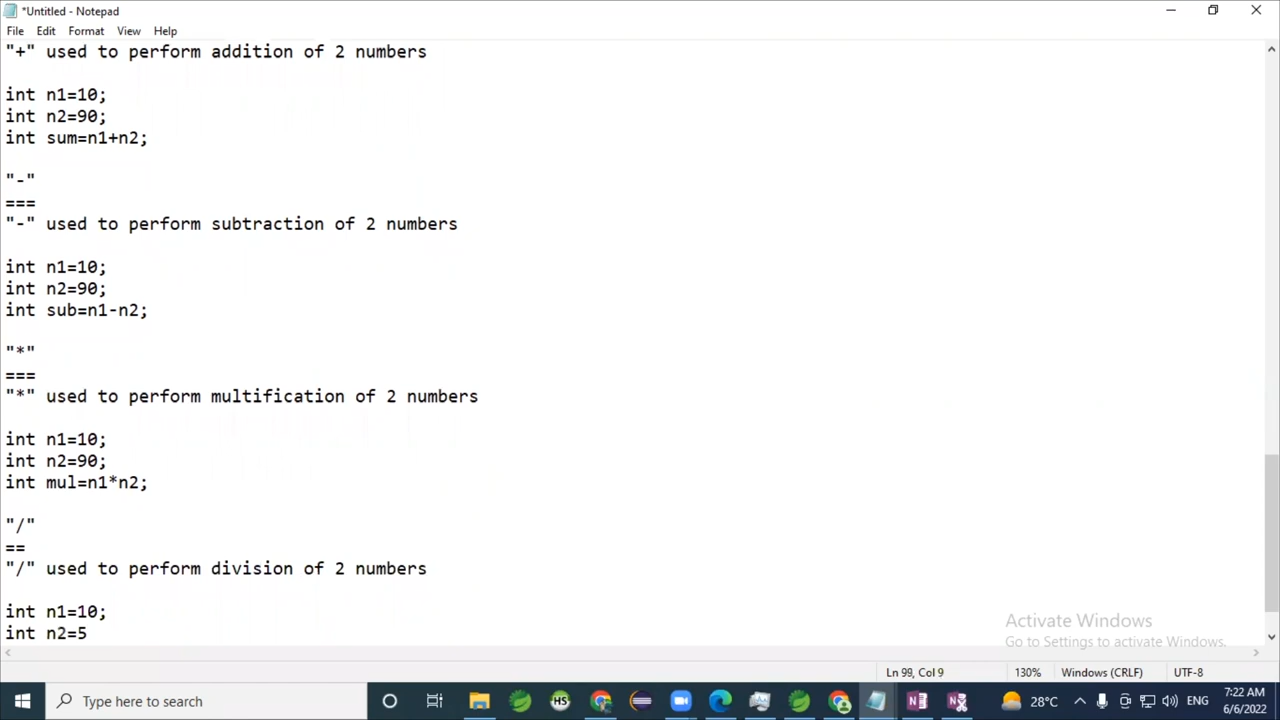 *Untitled - Notepad
File Edit Format View Help
"+" used to perform addition of 2 numbers
int n1=10;
int n2=90;
int sum=n1+n2;
"-"
===
"-" used to perform subtraction of 2 numbers
int n1=10;
int n2=90;
int sub=n1-n2;
"*"
===
"*" used to perform multification of 2 numbers
int n1=10;
int n2=90;
int mul=n1*n2;
"/"
==
"/" used to perform division of 2 numbers
int n1=10;
int n2=5
Activate Windows
Go to Settings to activate Windows.
Ln 99, Col 9 130% Windows (CRLF) UTF-8
Type here to search HS 28°C ENG 7:22 AM
6/6/2022